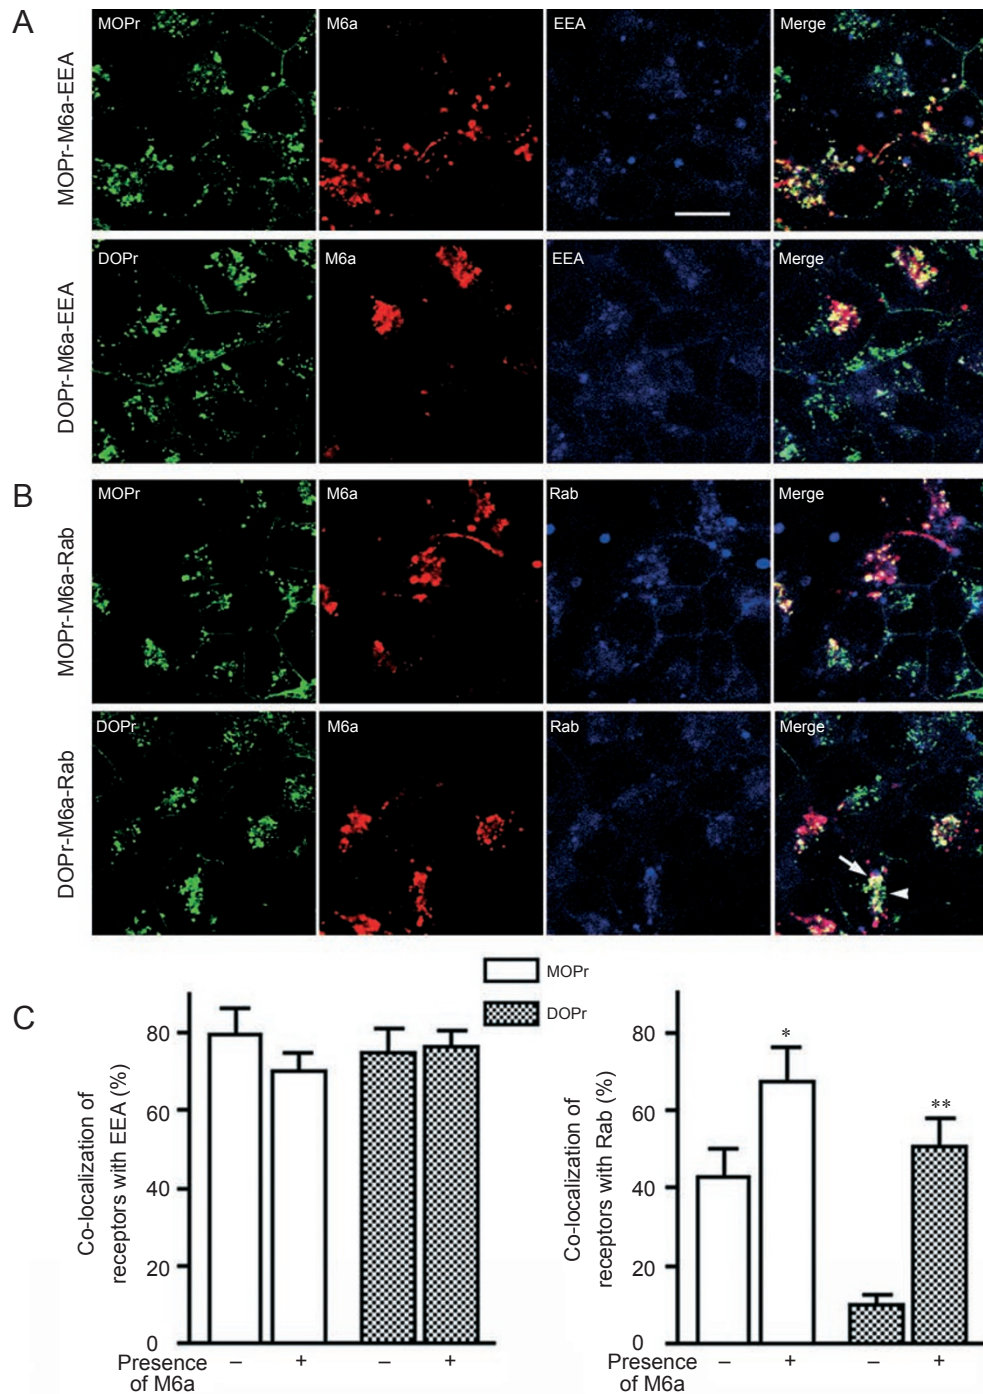 A
MOPr-M6a-EEA
MOPr
M6a
EEA
Merge
DOPr-M6a-EEA
DOPr
M6a
EEA
Merge
B
MOPr-M6a-Rab
MOPr
M6a
Rab
Merge
DOPr-M6a-Rab
DOPr
M6a
Rab
Merge
C
MOPr
DOPr
Co-localization of
receptors with EEA (%)
80
60
40
20
0
Presence
of M6a
– + – +
Co-localization of
receptors with Rab (%)
80
60
40
20
0
*
**
Presence
of M6a
– + – +